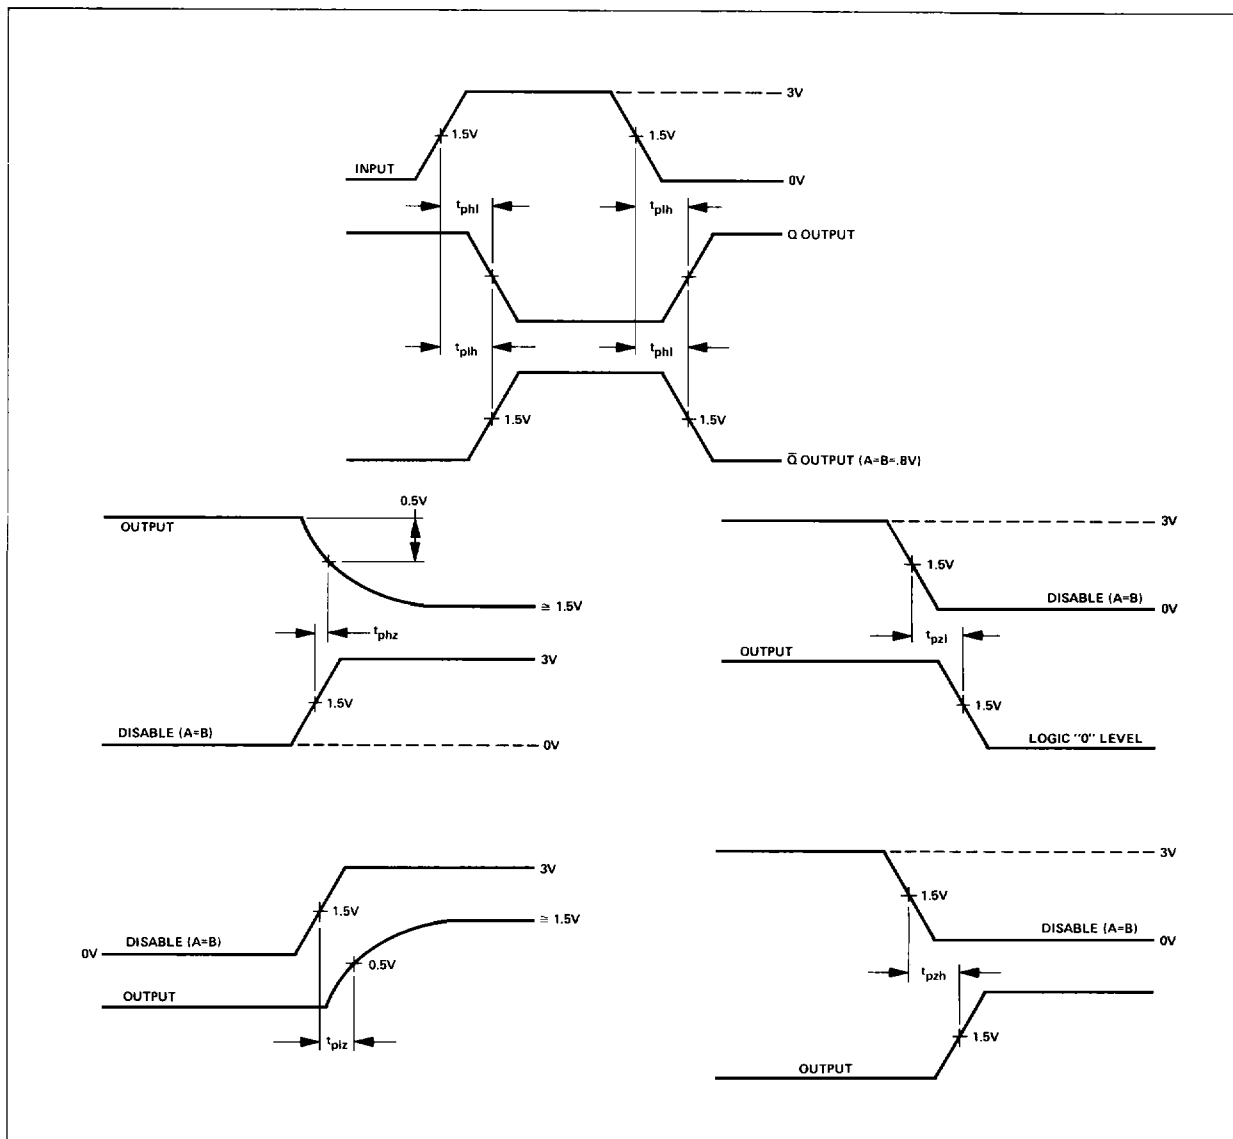 3V
1.5V
1.5V
INPUT
0V
tphl
tplh
Q OUTPUT
tplh
tphl
1.5V
1.5V
Q̅ OUTPUT (A=B=.8V)
0.5V
OUTPUT
≅ 1.5V
tphz
3V
1.5V
DISABLE (A=B)
0V
3V
1.5V
DISABLE (A=B)
0V
tpzl
OUTPUT
1.5V
LOGIC "0" LEVEL
3V
1.5V
≅ 1.5V
0V
DISABLE (A=B)
0.5V
OUTPUT
tplz
3V
1.5V
DISABLE (A=B)
0V
tpzh
1.5V
OUTPUT